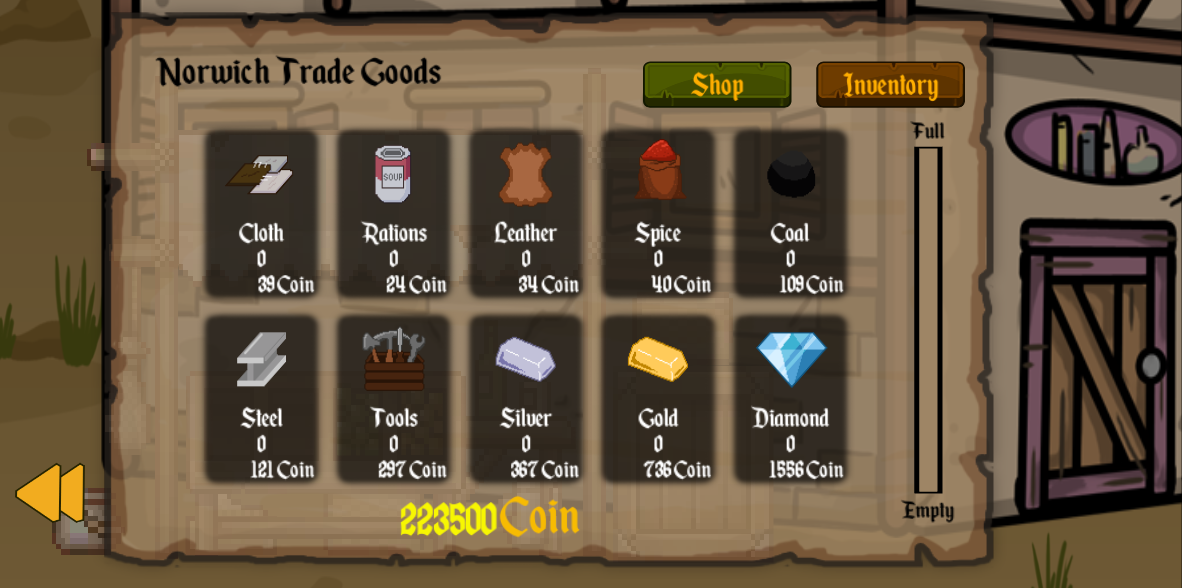 Norwich Trade Goods
Shop
Inventory
Full
SOUP
Cloth
0
39 Coin
Rations
0
24 Coin
Leather
0
34 Coin
Spice
0
40 Coin
Coal
0
109 Coin
Steel
0
121 Coin
Tools
0
297 Coin
Silver
0
367 Coin
Gold
0
736 Coin
Diamond
0
1556 Coin
Empty
223500 Coin